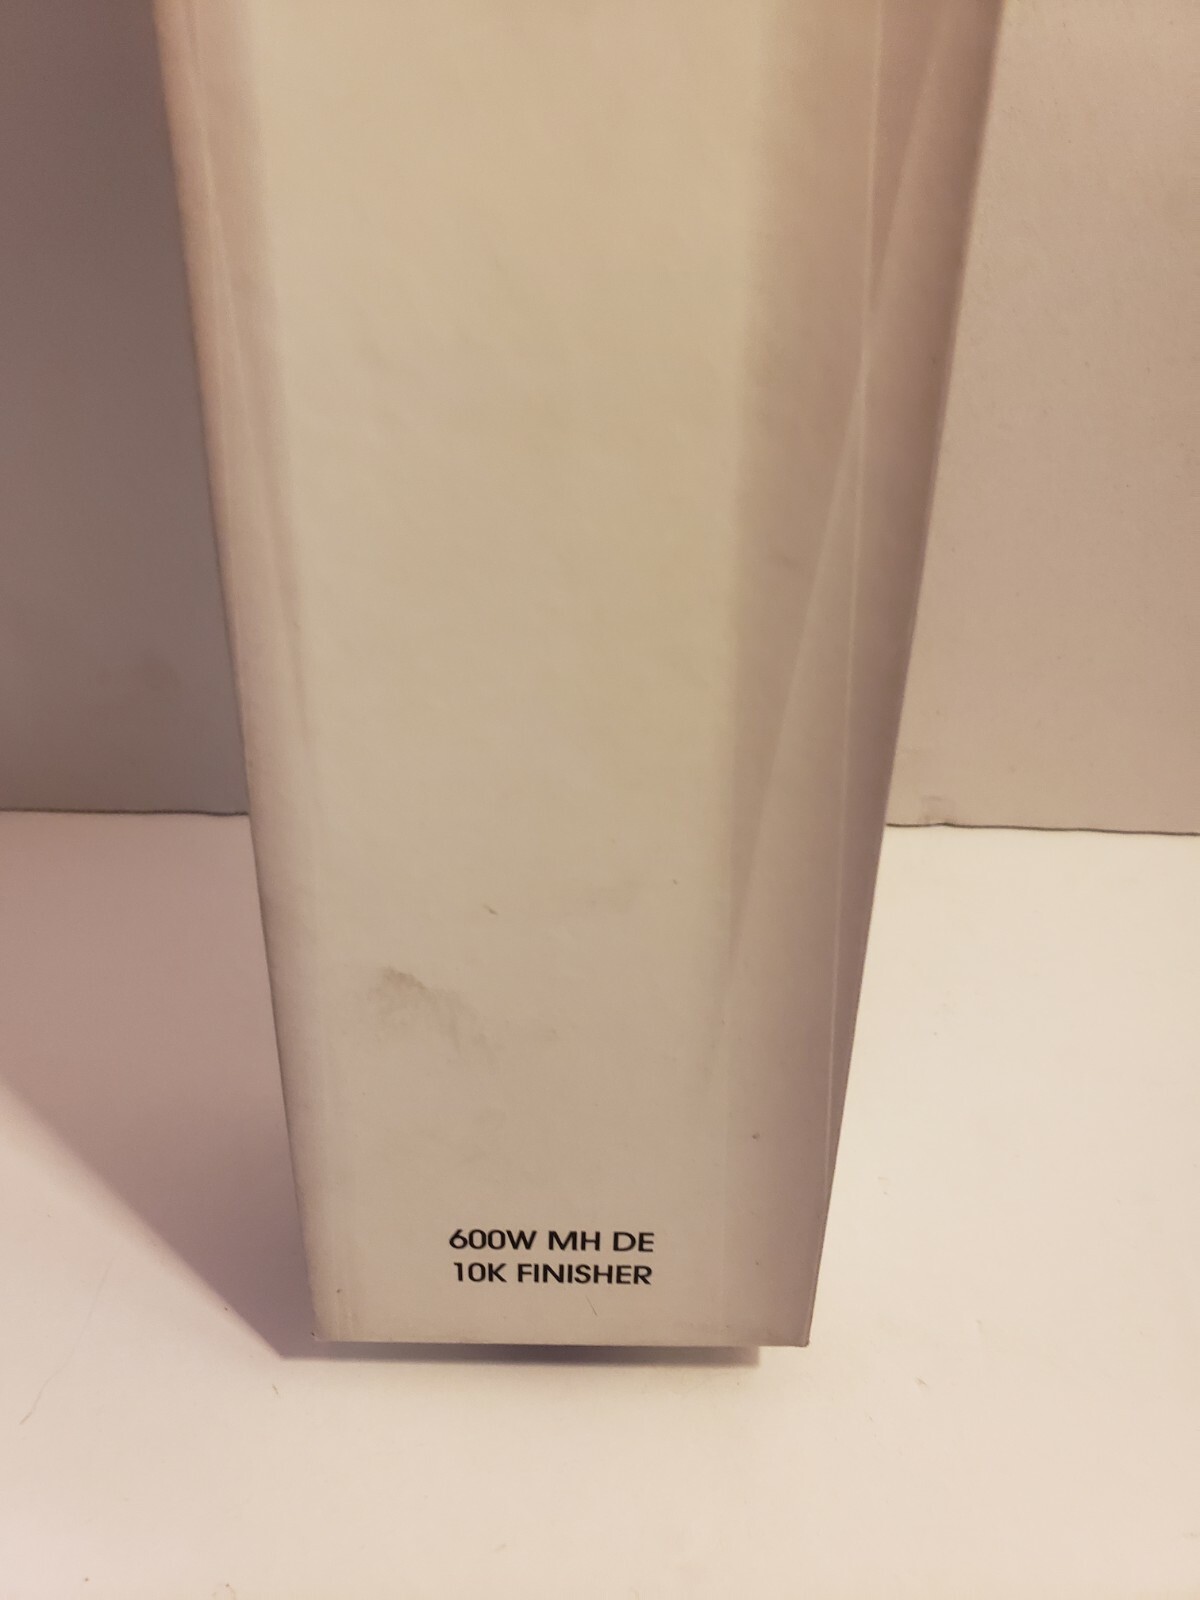 600W MH DE
10K FINISHER